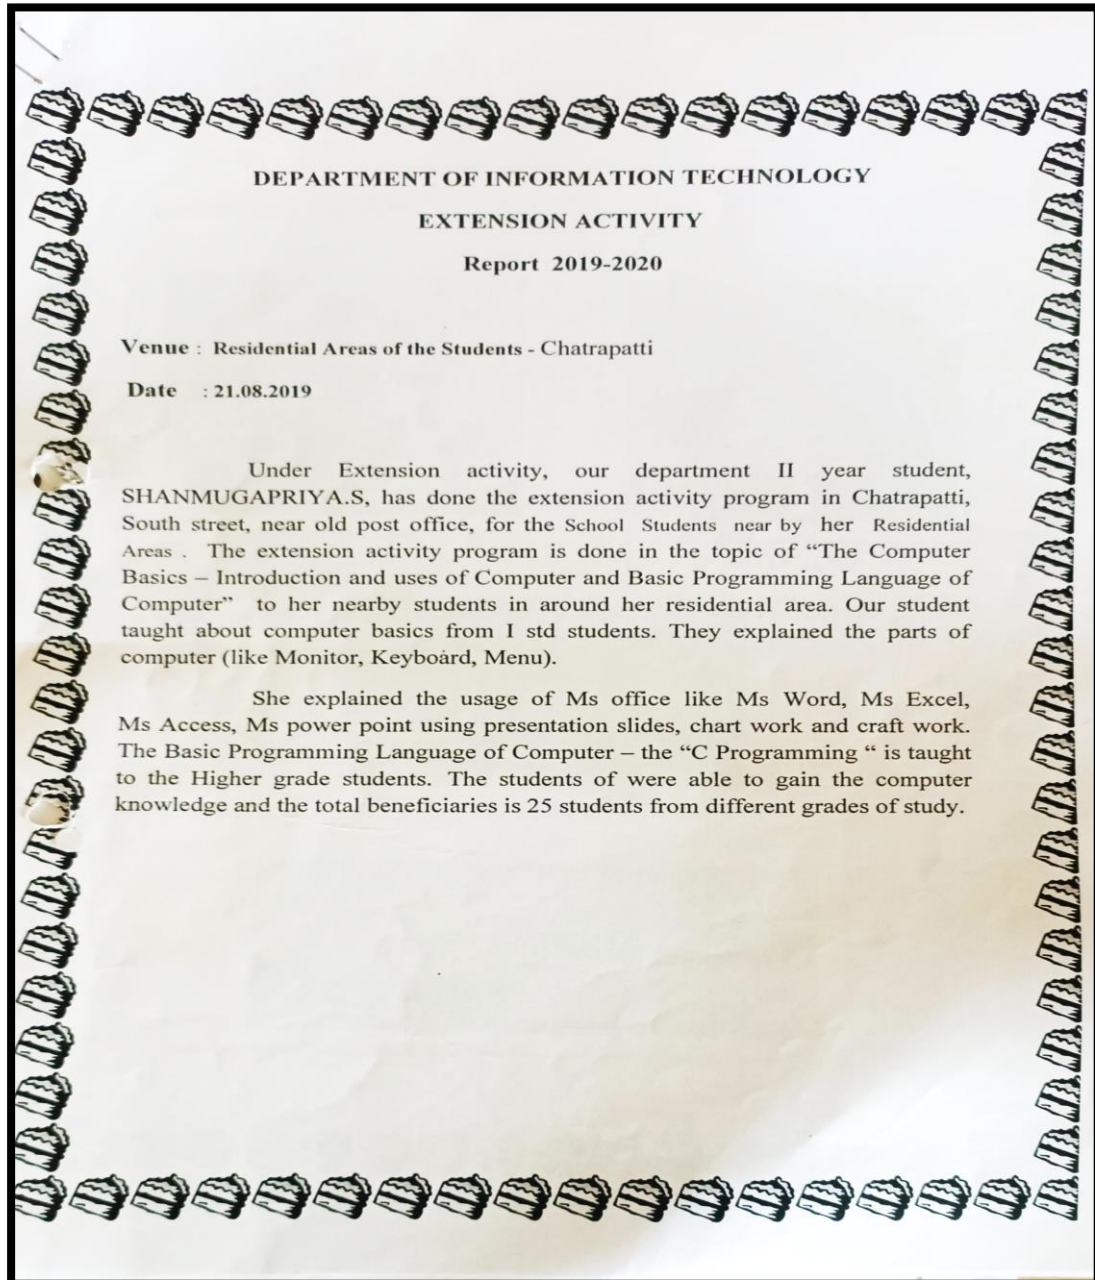 DEPARTMENT OF INFORMATION TECHNOLOGY
EXTENSION ACTIVITY
Report 2019-2020
Venue : Residential Areas of the Students - Chatrapatti
Date : 21.08.2019
Under Extension activity, our department II year student,
SHANMUGAPRIYA.S, has done the extension activity program in Chatrapatti,
South street, near old post office, for the School Students near by her Residential
Areas . The extension activity program is done in the topic of “The Computer
Basics – Introduction and uses of Computer and Basic Programming Language of
Computer” to her nearby students in around her residential area. Our student
taught about computer basics from I std students. They explained the parts of
computer (like Monitor, Keyboard, Menu).
She explained the usage of Ms office like Ms Word, Ms Excel,
Ms Access, Ms power point using presentation slides, chart work and craft work.
The Basic Programming Language of Computer – the “C Programming “ is taught
to the Higher grade students. The students of were able to gain the computer
knowledge and the total beneficiaries is 25 students from different grades of study.